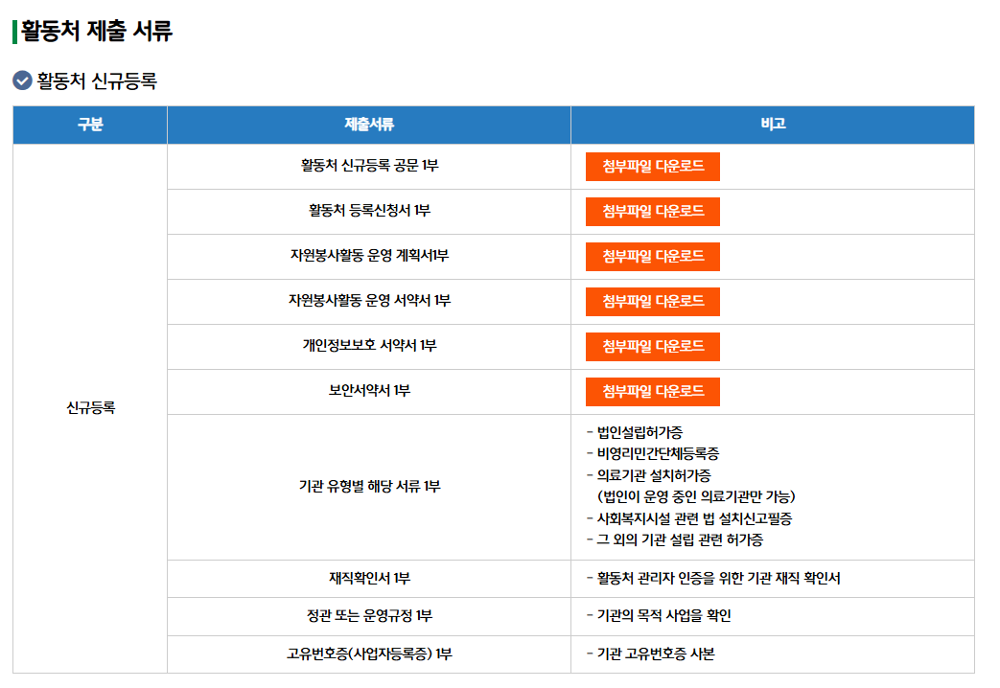 활동처 제출 서류
활동처 신규등록
구분 제출서류 비고
신규등록
활동처 신규등록 공문 1부 첨부파일 다운로드
활동처 등록신청서 1부 첨부파일 다운로드
자원봉사활동 운영 계획서1부 첨부파일 다운로드
자원봉사활동 운영 서약서 1부 첨부파일 다운로드
개인정보보호 서약서 1부 첨부파일 다운로드
보안서약서 1부 첨부파일 다운로드
기관 유형별 해당 서류 1부
- 법인설립허가증
- 비영리민간단체등록증
- 의료기관 설치허가증
(법인이 운영 중인 의료기관만 가능)
- 사회복지시설 관련 법 설치신고필증
- 그 외의 기관 설립 관련 허가증
재직확인서 1부 - 활동처 관리자 인증을 위한 기관 재직 확인서
정관 또는 운영규정 1부 - 기관의 목적 사업을 확인
고유번호증(사업자등록증) 1부 - 기관 고유번호증 사본